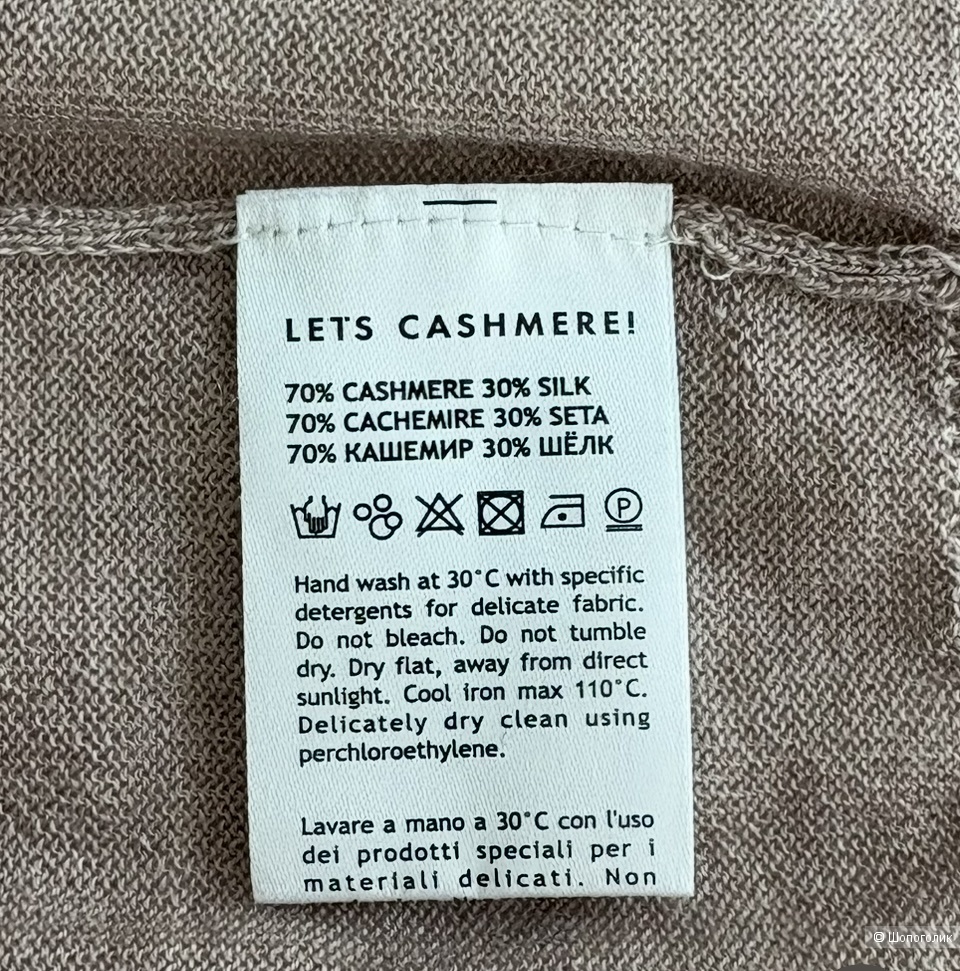 LET'S CASHMERE!
70% CASHMERE 30% SILK
70% CACHEMIRE 30% SETA
70% КАШЕМИР 30% ШЁЛК
P
Hand wash at 30°C with specific
detergents for delicate fabric.
Do not bleach. Do not tumble
dry. Dry flat, away from direct
sunlight. Cool iron max 110°C.
Delicately dry clean using
perchloroethylene.
Lavare a mano a 30°C con l'uso
dei prodotti speciali per i
materiali delicati. Non
© Шопоголик